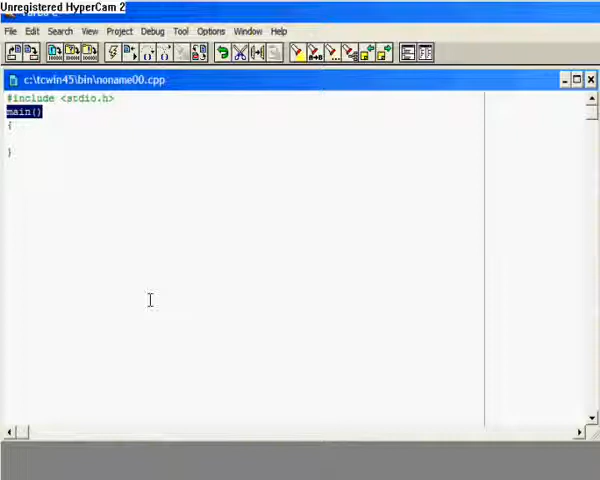 Unregistered HyperCam 2
File Edit Search View Project Debug Tool Options Window Help
c:\tcwin45\bin\noname00.cpp
#include <stdio.h>
main()
{
}